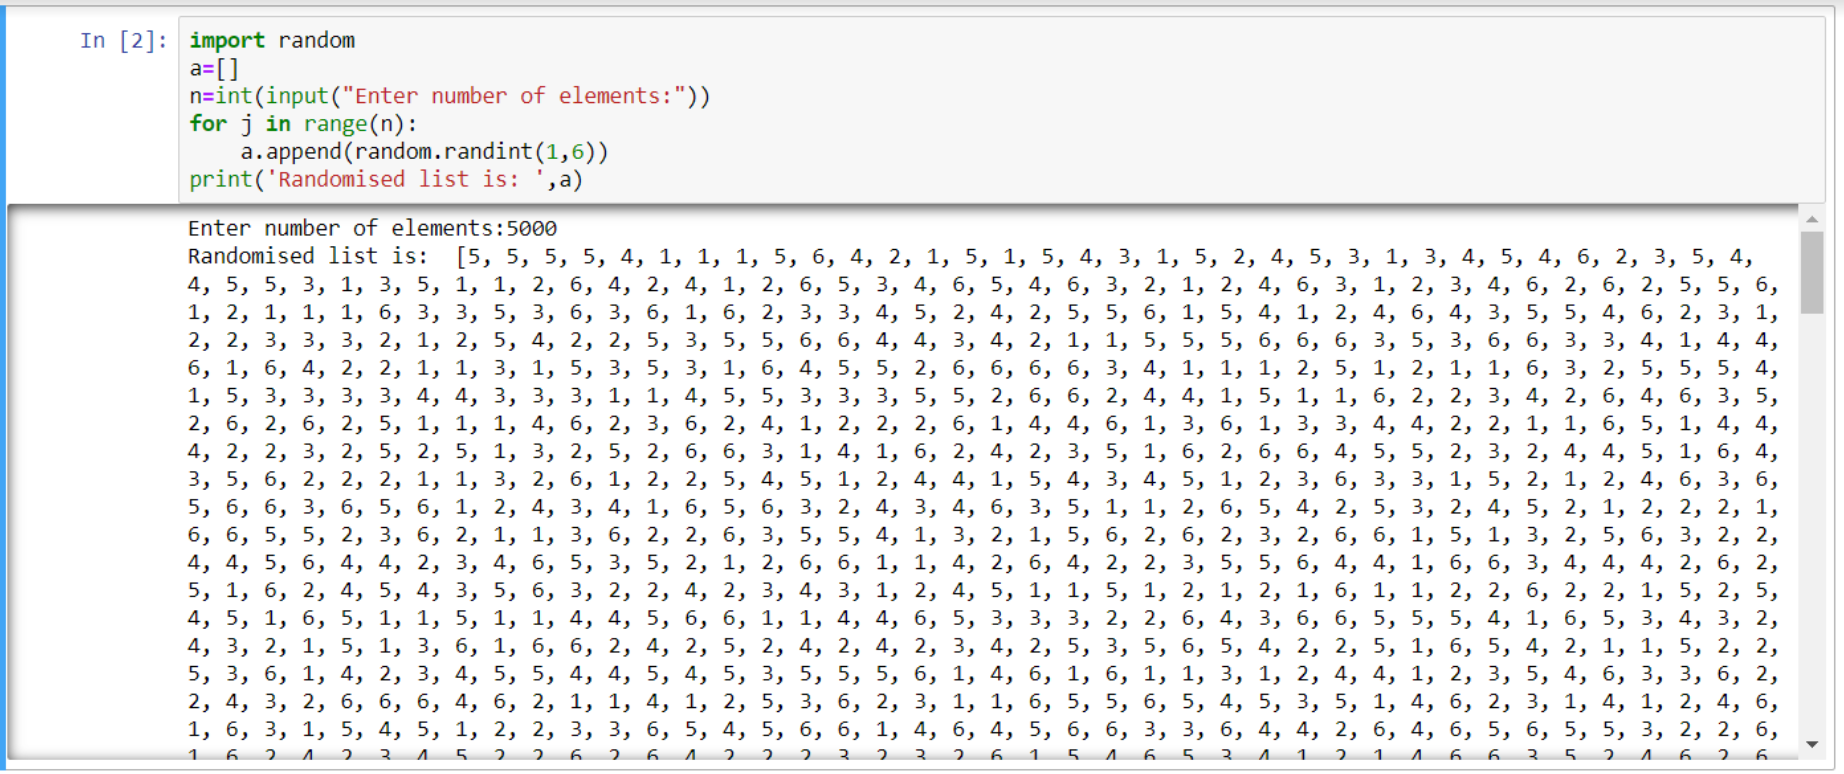 In [2]:
import random
a=[]
n=int(input("Enter number of elements:"))
for j in range(n):
    a.append(random.randint(1,6))
print('Randomised list is: ',a)
Enter number of elements:5000
Randomised list is:  [5, 5, 5, 5, 4, 1, 1, 1, 5, 6, 4, 2, 1, 5, 1, 5, 4, 3, 1, 5, 2, 4, 5, 3, 1, 3, 4, 5, 4, 6, 2, 3, 5, 4,
4, 5, 5, 3, 1, 3, 5, 1, 1, 2, 6, 4, 2, 4, 1, 2, 6, 5, 3, 4, 6, 5, 4, 6, 3, 2, 1, 2, 4, 6, 3, 1, 2, 3, 4, 6, 2, 6, 2, 5, 5, 6,
1, 2, 1, 1, 1, 6, 3, 3, 5, 3, 6, 3, 6, 1, 6, 2, 3, 3, 4, 5, 2, 4, 2, 5, 5, 6, 1, 5, 4, 1, 2, 4, 6, 4, 3, 5, 5, 4, 6, 2, 3, 1,
2, 2, 3, 3, 3, 2, 1, 2, 5, 4, 2, 2, 5, 3, 5, 5, 6, 6, 4, 4, 3, 4, 2, 1, 1, 5, 5, 5, 6, 6, 6, 3, 5, 3, 6, 6, 3, 3, 4, 1, 4, 4,
6, 1, 6, 4, 2, 2, 1, 1, 3, 1, 5, 3, 5, 3, 1, 6, 4, 5, 5, 2, 6, 6, 6, 6, 3, 4, 1, 1, 1, 2, 5, 1, 2, 1, 1, 6, 3, 2, 5, 5, 5, 4,
1, 5, 3, 3, 3, 3, 4, 4, 3, 3, 3, 1, 1, 4, 5, 5, 3, 3, 3, 5, 5, 2, 6, 6, 2, 4, 4, 1, 5, 1, 1, 6, 2, 2, 3, 4, 2, 6, 4, 6, 3, 5,
2, 6, 2, 6, 2, 5, 1, 1, 1, 4, 6, 2, 3, 6, 2, 4, 1, 2, 2, 2, 6, 1, 4, 4, 6, 1, 3, 6, 1, 3, 3, 4, 4, 2, 2, 1, 1, 6, 5, 1, 4, 4,
4, 2, 2, 3, 2, 5, 2, 5, 1, 3, 2, 5, 2, 6, 6, 3, 1, 4, 1, 6, 2, 4, 2, 3, 5, 1, 6, 2, 6, 6, 4, 5, 5, 2, 3, 2, 4, 4, 5, 1, 6, 4,
3, 5, 6, 2, 2, 2, 1, 1, 3, 2, 6, 1, 2, 2, 5, 4, 5, 1, 2, 4, 4, 1, 5, 4, 3, 4, 5, 1, 2, 3, 6, 3, 3, 1, 5, 2, 1, 2, 4, 6, 3, 6,
5, 6, 6, 3, 6, 5, 6, 1, 2, 4, 3, 4, 1, 6, 5, 6, 3, 2, 4, 3, 4, 6, 3, 5, 1, 1, 2, 6, 5, 4, 2, 5, 3, 2, 4, 5, 2, 1, 2, 2, 2, 1,
6, 6, 5, 5, 2, 3, 6, 2, 1, 1, 3, 6, 2, 2, 6, 3, 5, 5, 4, 1, 3, 2, 1, 5, 6, 2, 6, 2, 3, 2, 6, 6, 1, 5, 1, 3, 2, 5, 6, 3, 2, 2,
4, 4, 5, 6, 4, 4, 2, 3, 4, 6, 5, 3, 5, 2, 1, 2, 6, 6, 1, 1, 4, 2, 6, 4, 2, 2, 3, 5, 5, 6, 4, 4, 1, 6, 6, 3, 4, 4, 4, 2, 6, 2,
5, 1, 6, 2, 4, 5, 4, 3, 5, 6, 3, 2, 2, 4, 2, 3, 4, 3, 1, 2, 4, 5, 1, 1, 5, 1, 2, 1, 2, 1, 6, 1, 1, 2, 2, 6, 2, 2, 1, 5, 2, 5,
4, 5, 1, 6, 5, 1, 1, 5, 1, 1, 4, 4, 5, 6, 6, 1, 1, 4, 4, 6, 5, 3, 3, 3, 2, 2, 6, 4, 3, 6, 6, 5, 5, 5, 4, 1, 6, 5, 3, 4, 3, 2,
4, 3, 2, 1, 5, 1, 3, 6, 1, 6, 6, 2, 4, 2, 5, 2, 4, 2, 4, 2, 3, 4, 2, 5, 3, 5, 6, 5, 4, 2, 2, 5, 1, 6, 5, 4, 2, 1, 1, 5, 2, 2,
5, 3, 6, 1, 4, 2, 3, 4, 5, 5, 4, 4, 5, 4, 5, 3, 5, 5, 5, 6, 1, 4, 6, 1, 6, 1, 1, 3, 1, 2, 4, 4, 1, 2, 3, 5, 4, 6, 3, 3, 6, 2,
2, 4, 3, 2, 6, 6, 6, 4, 6, 2, 1, 1, 4, 1, 2, 5, 3, 6, 2, 3, 1, 1, 6, 5, 5, 6, 5, 4, 5, 3, 5, 1, 4, 6, 2, 3, 1, 4, 1, 2, 4, 6,
1, 6, 3, 1, 5, 4, 5, 1, 2, 2, 3, 3, 6, 5, 4, 5, 6, 6, 1, 4, 6, 4, 5, 6, 6, 3, 3, 6, 4, 4, 2, 6, 4, 6, 5, 6, 5, 5, 3, 2, 2, 6,